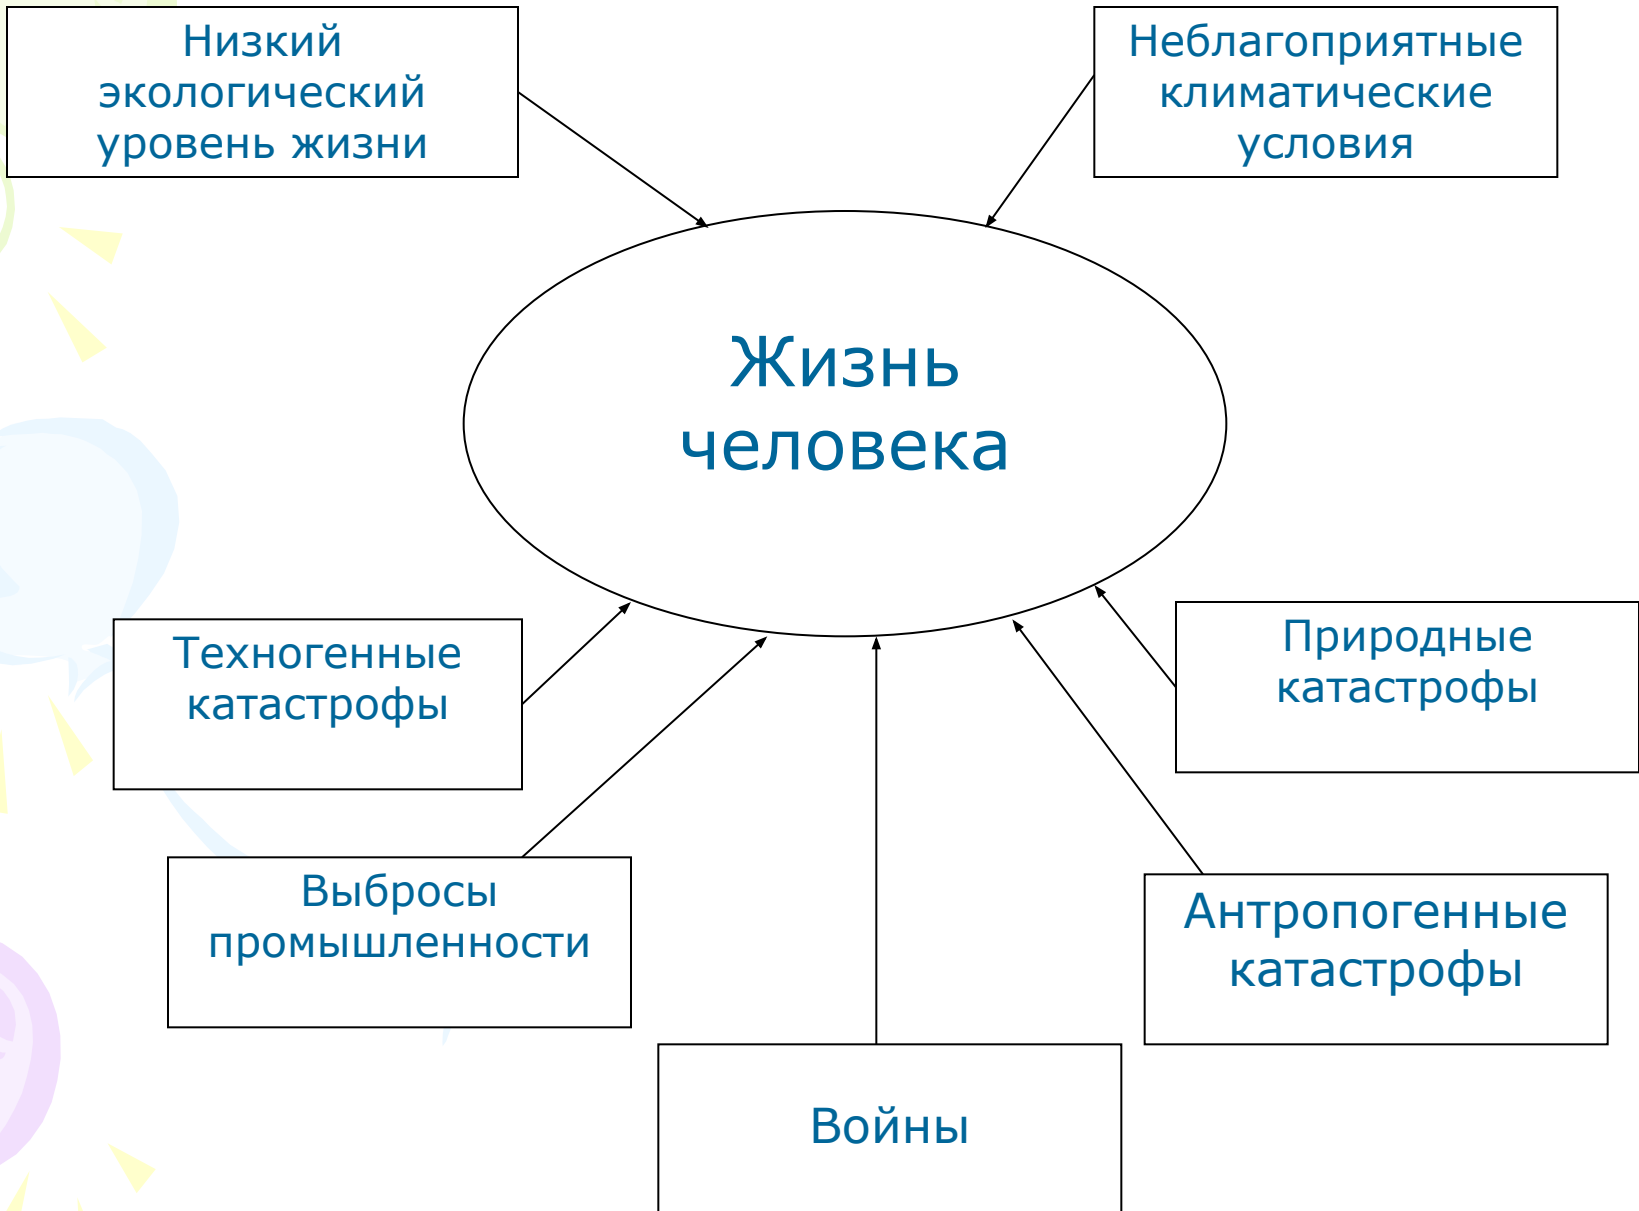 Низкий
экологический
уровень жизни
Неблагоприятные
климатические
условия
Жизнь
человека
Техногенные
катастрофы
Природные
катастрофы
Выбросы
промышленности
Антропогенные
катастрофы
Войны